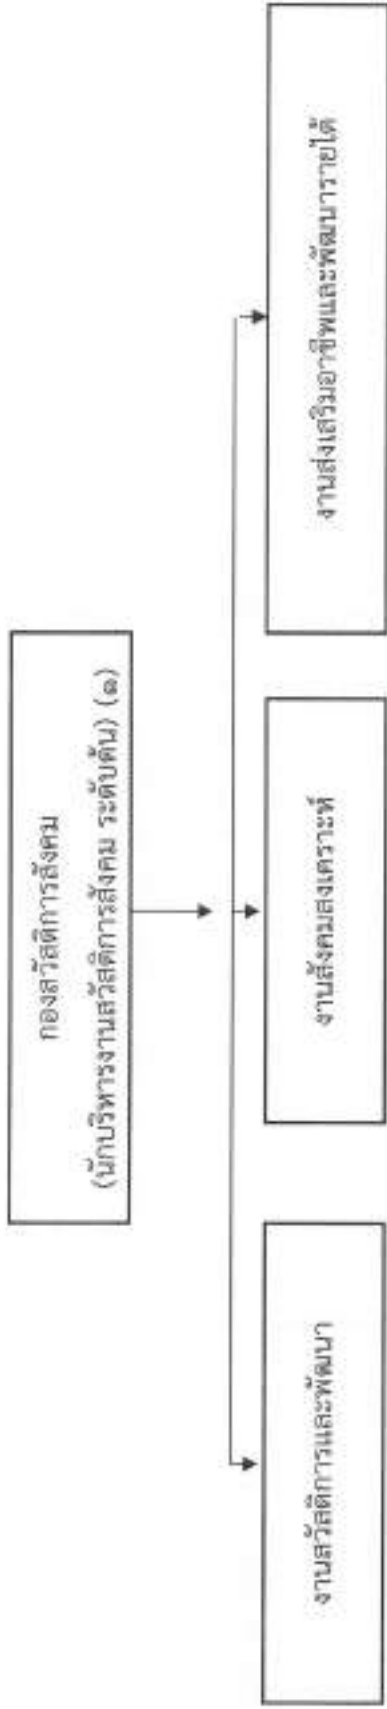 กองสวัสดิการสังคม
(นักบริหารงานสวัสดิการสังคม ระดับต้น) (๑)
งานสวัสดิการและพัฒนา
งานสังคมสงเคราะห์
งานส่งเสริมอาชีพและพัฒนารายได้